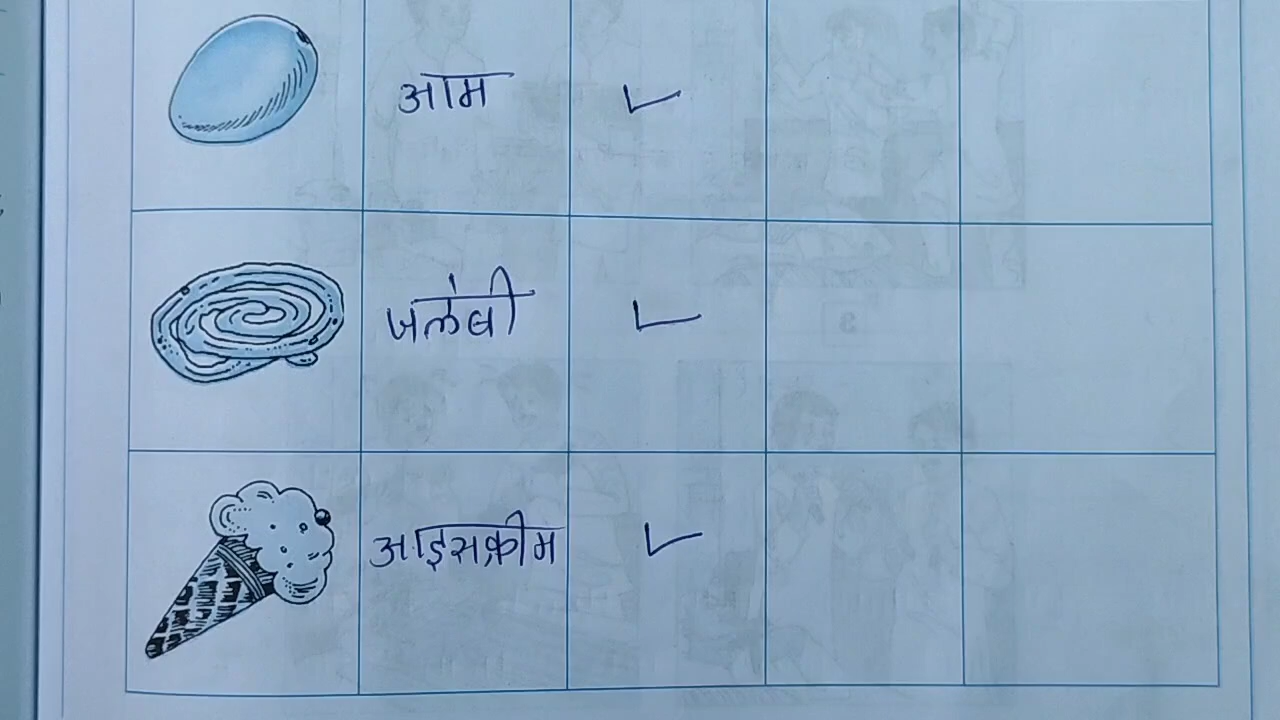 आम ✓
जलेबी ✓
आइसक्रीम ✓